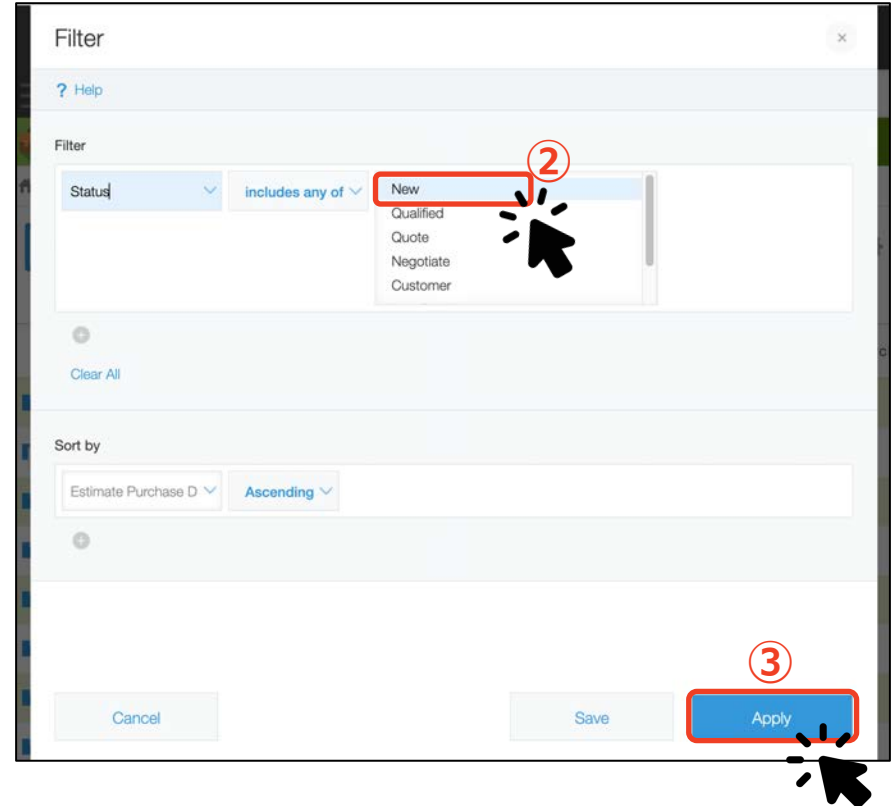 Filter
? Help
Filter
②
Status
includes any of
New
Qualified
Quote
Negotiate
Customer
Clear All
Sort by
Estimate Purchase D
Ascending
③
Cancel
Save
Apply